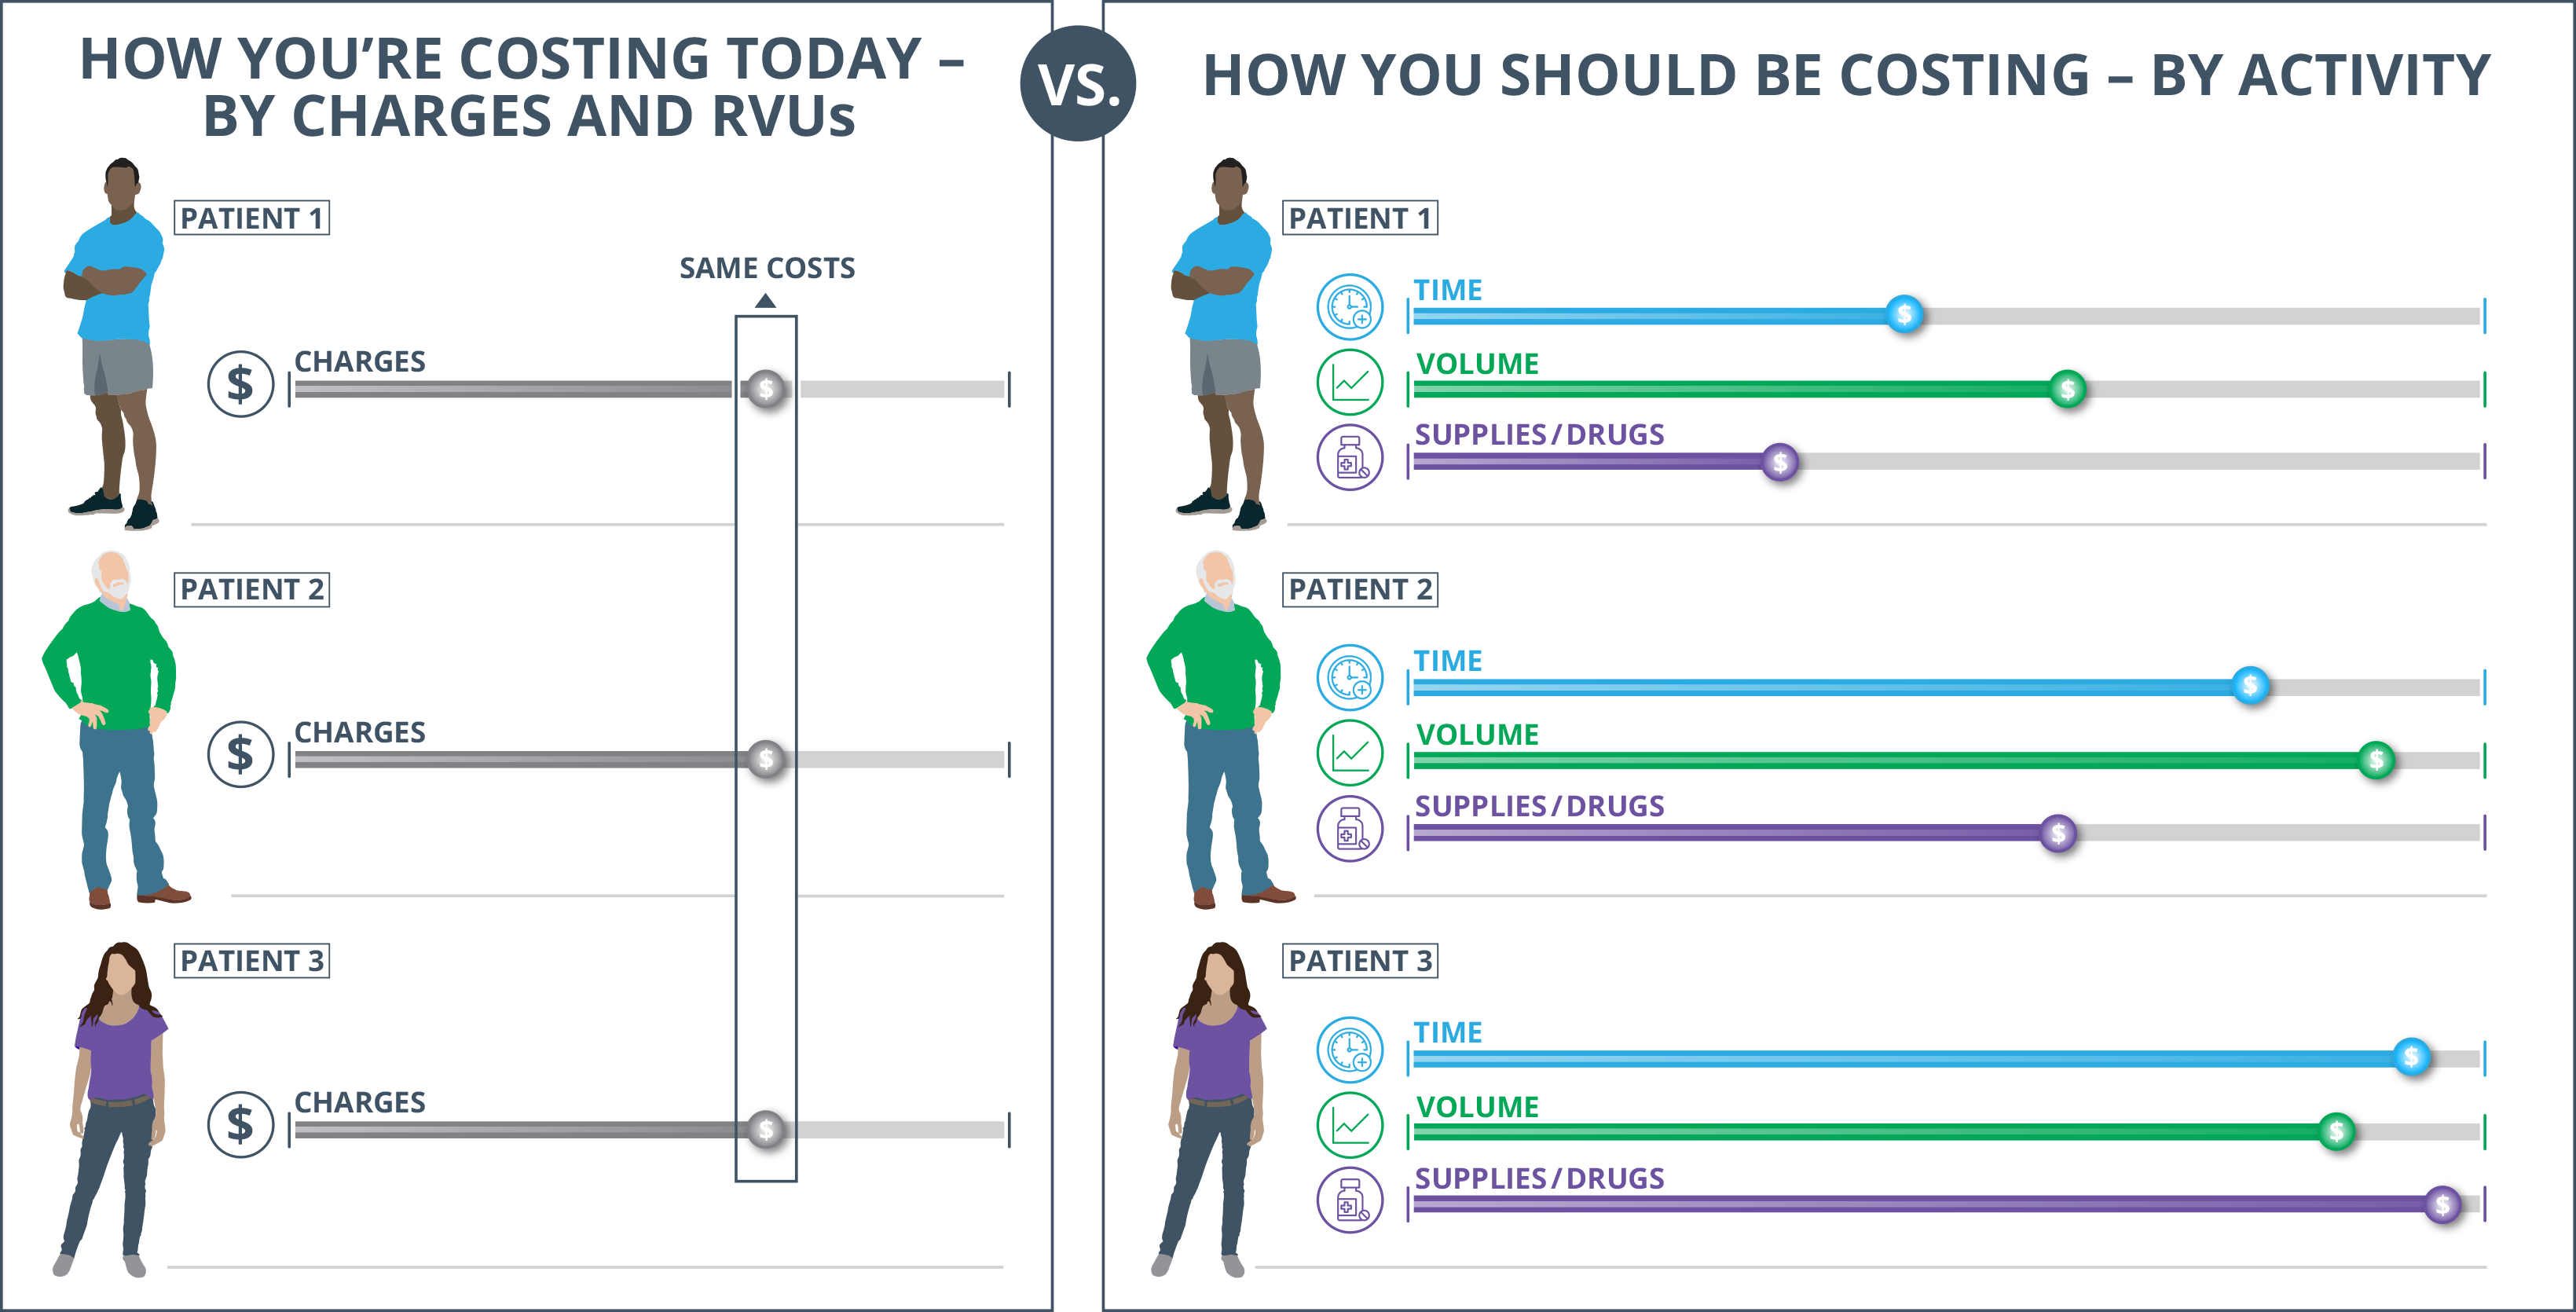 HOW YOU’RE COSTING TODAY –
BY CHARGES AND RVUs
PATIENT 1
SAME COSTS
$
CHARGES
$
PATIENT 2
$
CHARGES
$
PATIENT 3
$
CHARGES
$
VS.
HOW YOU SHOULD BE COSTING – BY ACTIVITY
PATIENT 1
TIME
$
VOLUME
$
SUPPLIES/DRUGS
$
PATIENT 2
TIME
$
VOLUME
$
SUPPLIES/DRUGS
$
PATIENT 3
TIME
$
VOLUME
$
SUPPLIES/DRUGS
$